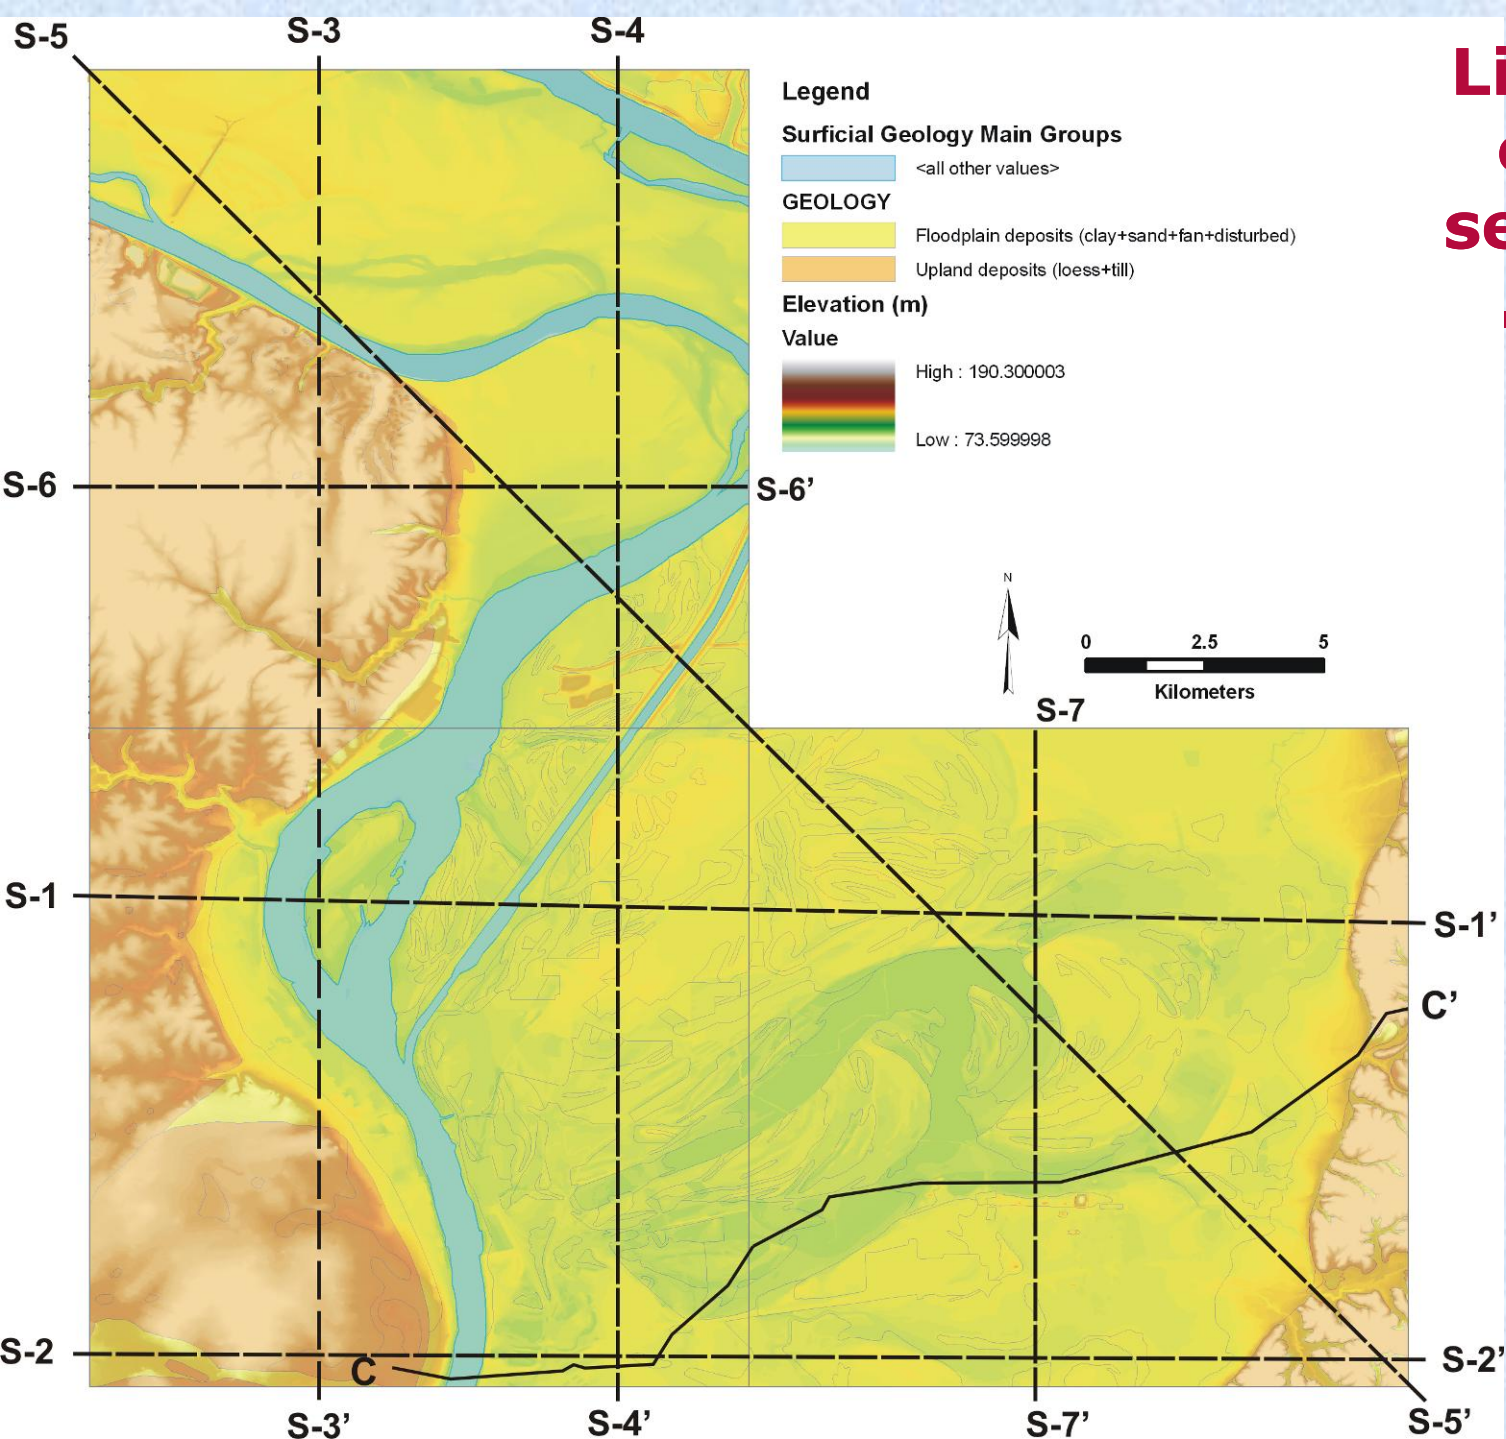 S-5
S-3
S-4
Legend
Surficial Geology Main Groups
<all other values>
GEOLOGY
Floodplain deposits (clay+sand+fan+disturbed)
Upland deposits (loess+till)
Elevation (m)
Value
High : 190.300003
Low : 73.599998
Li
se
S-6
S-6'
N
0 2.5 5
Kilometers
S-7
S-1
S-1'
C'
S-2
C
S-2'
S-3'
S-4'
S-7'
S-5'